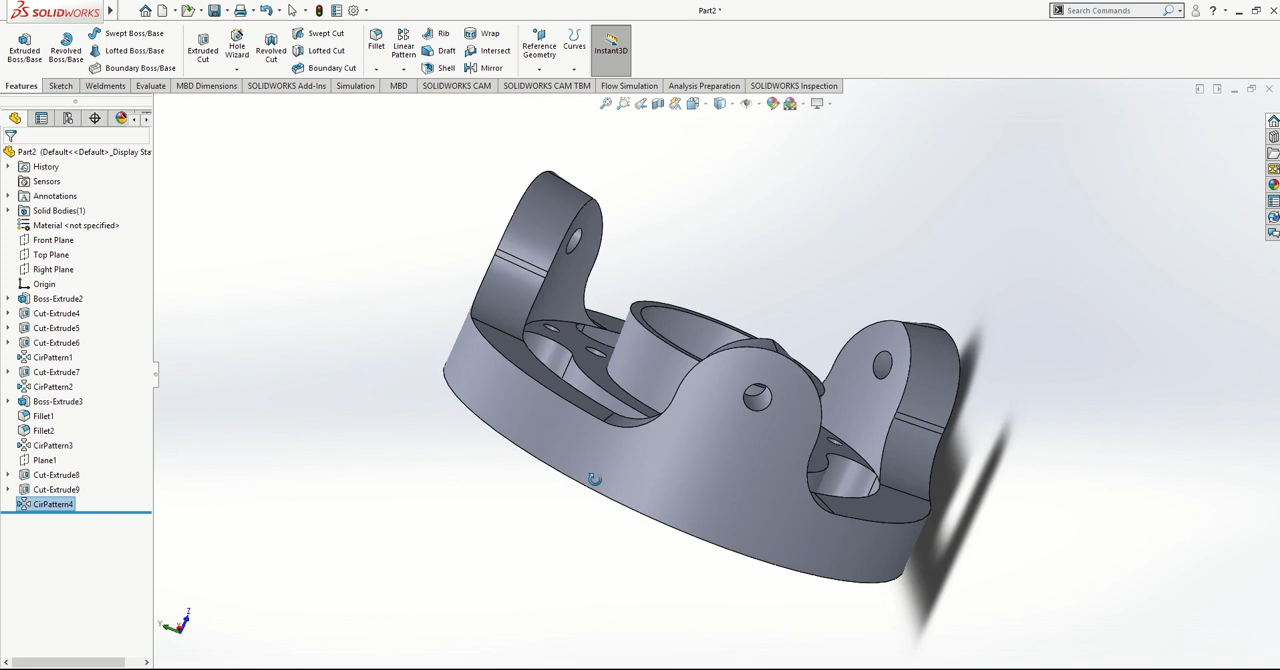 SOLIDWORKS
Part2 *
Search Commands
Extruded Boss/Base
Revolved Boss/Base
Swept Boss/Base
Lofted Boss/Base
Boundary Boss/Base
Extruded Cut
Hole Wizard
Revolved Cut
Swept Cut
Lofted Cut
Boundary Cut
Fillet
Linear Pattern
Rib
Draft
Shell
Wrap
Intersect
Mirror
Reference Geometry
Curves
Instant3D
Features
Sketch
Weldments
Evaluate
MBD Dimensions
SOLIDWORKS Add-Ins
Simulation
MBD
SOLIDWORKS CAM
SOLIDWORKS CAM TBM
Flow Simulation
Analysis Preparation
SOLIDWORKS Inspection
Part2 (Default<<Default>_Display Sta
History
Sensors
Annotations
Solid Bodies(1)
Material <not specified>
Front Plane
Top Plane
Right Plane
Origin
Boss-Extrude2
Cut-Extrude4
Cut-Extrude5
Cut-Extrude6
CirPattern1
Cut-Extrude7
CirPattern2
Boss-Extrude3
Fillet1
Fillet2
CirPattern3
Plane1
Cut-Extrude8
Cut-Extrude9
CirPattern4
Z
Y